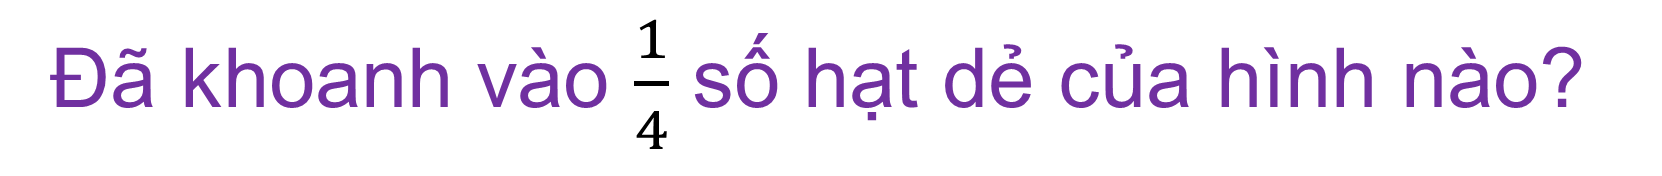 Đã khoanh vào 1/4 số hạt dẻ của hình nào?